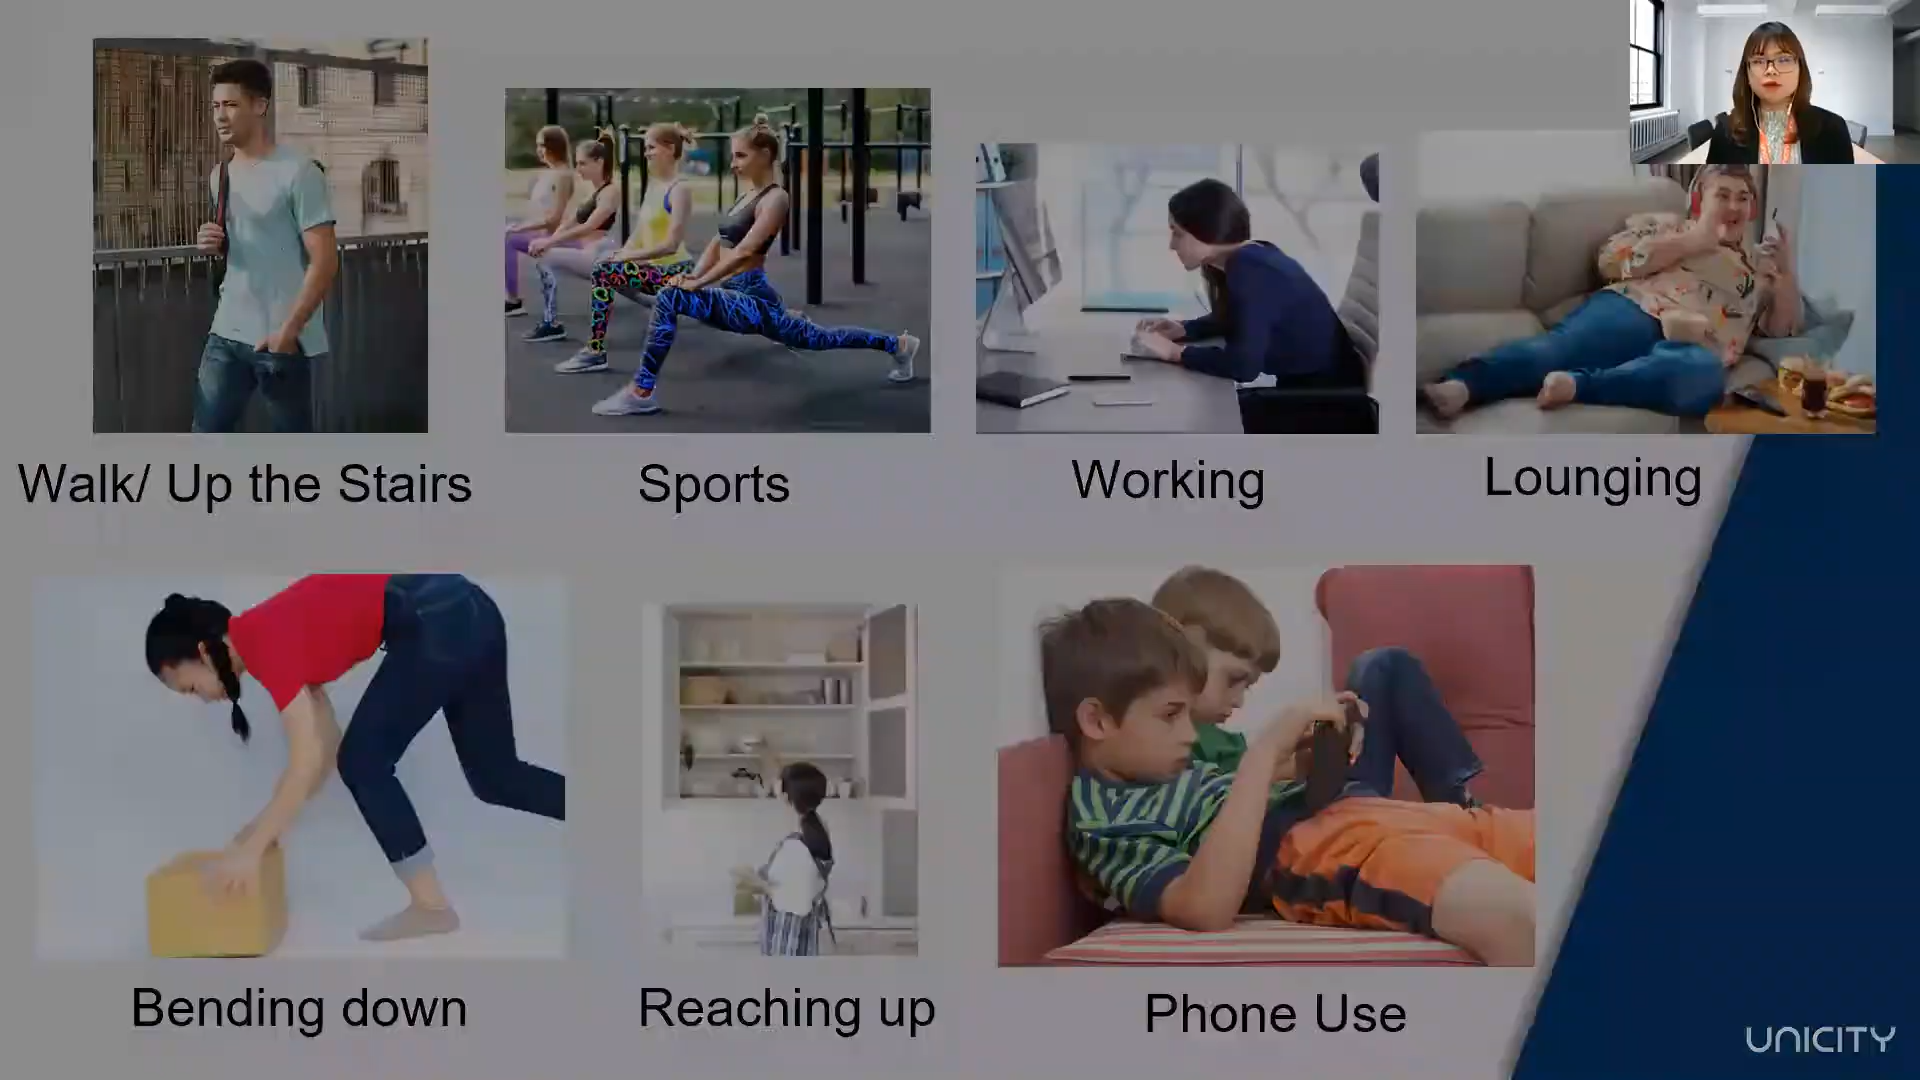 Walk/ Up the Stairs
Sports
Working
Lounging
Bending down
Reaching up
Phone Use
UNICITY